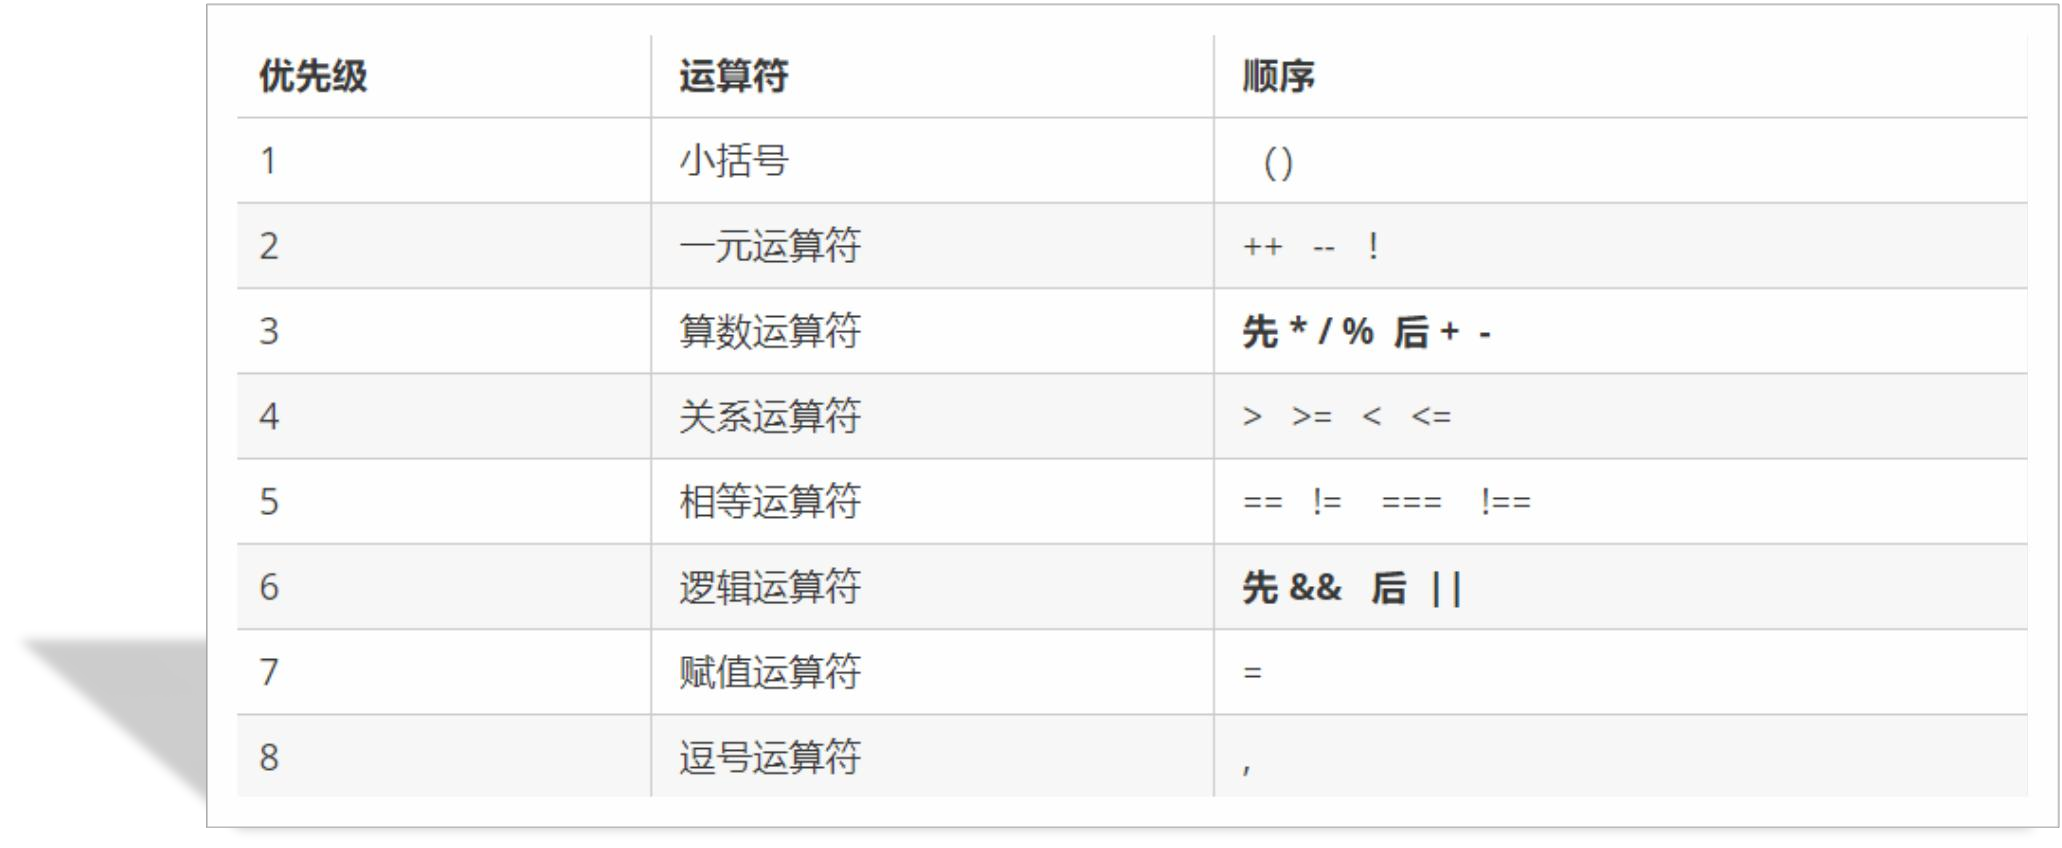 优先级 运算符 顺序
1 小括号 ()
2 一元运算符 ++ -- !
3 算数运算符 先 * / % 后 + -
4 关系运算符 > >= < <=
5 相等运算符 == != === !==
6 逻辑运算符 先 && 后 ||
7 赋值运算符 =
8 逗号运算符 ,